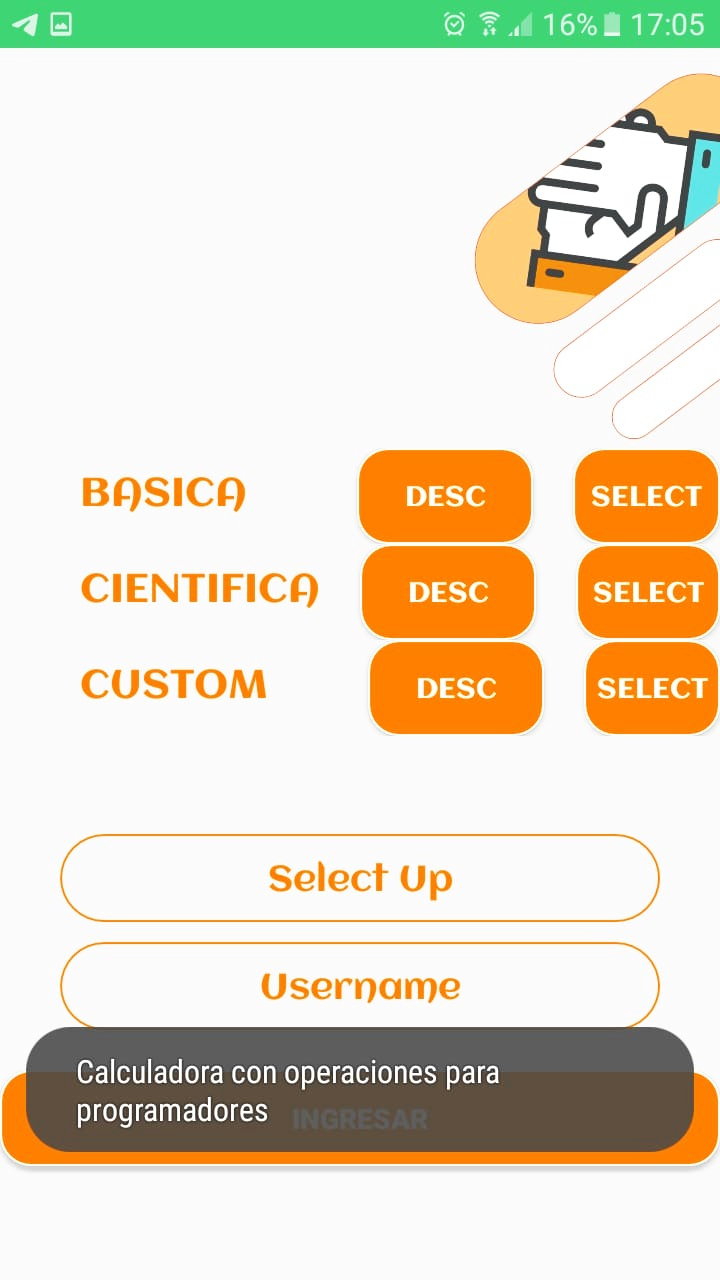 16% 17:05
BASICA DESC SELECT
CIENTIFICA DESC SELECT
CUSTOM DESC SELECT
Select Up
Username
Calculadora con operaciones para
programadores
INGRESAR